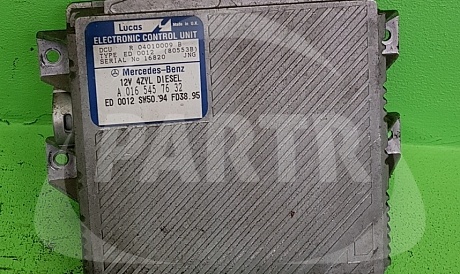 Lucas
Made in U.K.
ELECTRONIC CONTROL UNIT
DCU R 04010009 B
TYPE ED 0012 (80553B)
SERIAL No 16820 JNG
Mercedes-Benz
12V 4ZYL DIESEL
A 016 545 76 32
ED 0012 SW50.'94 FD38.95
PARTR